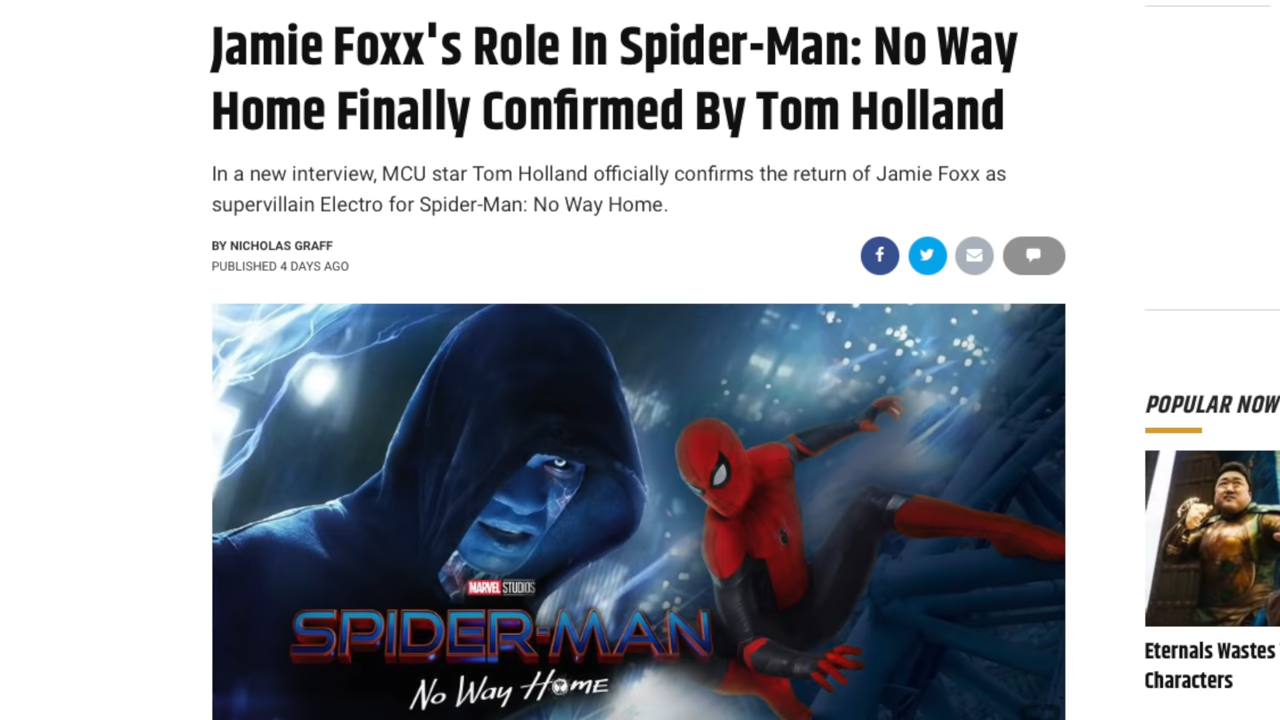 Jamie Foxx's Role In Spider-Man: No Way
Home Finally Confirmed By Tom Holland
In a new interview, MCU star Tom Holland officially confirms the return of Jamie Foxx as
supervillain Electro for Spider-Man: No Way Home.
BY NICHOLAS GRAFF
PUBLISHED 4 DAYS AGO
MARVEL STUDIOS
SPIDER-MAN
No Way Home
POPULAR NOW
Eternals Wastes
Characters